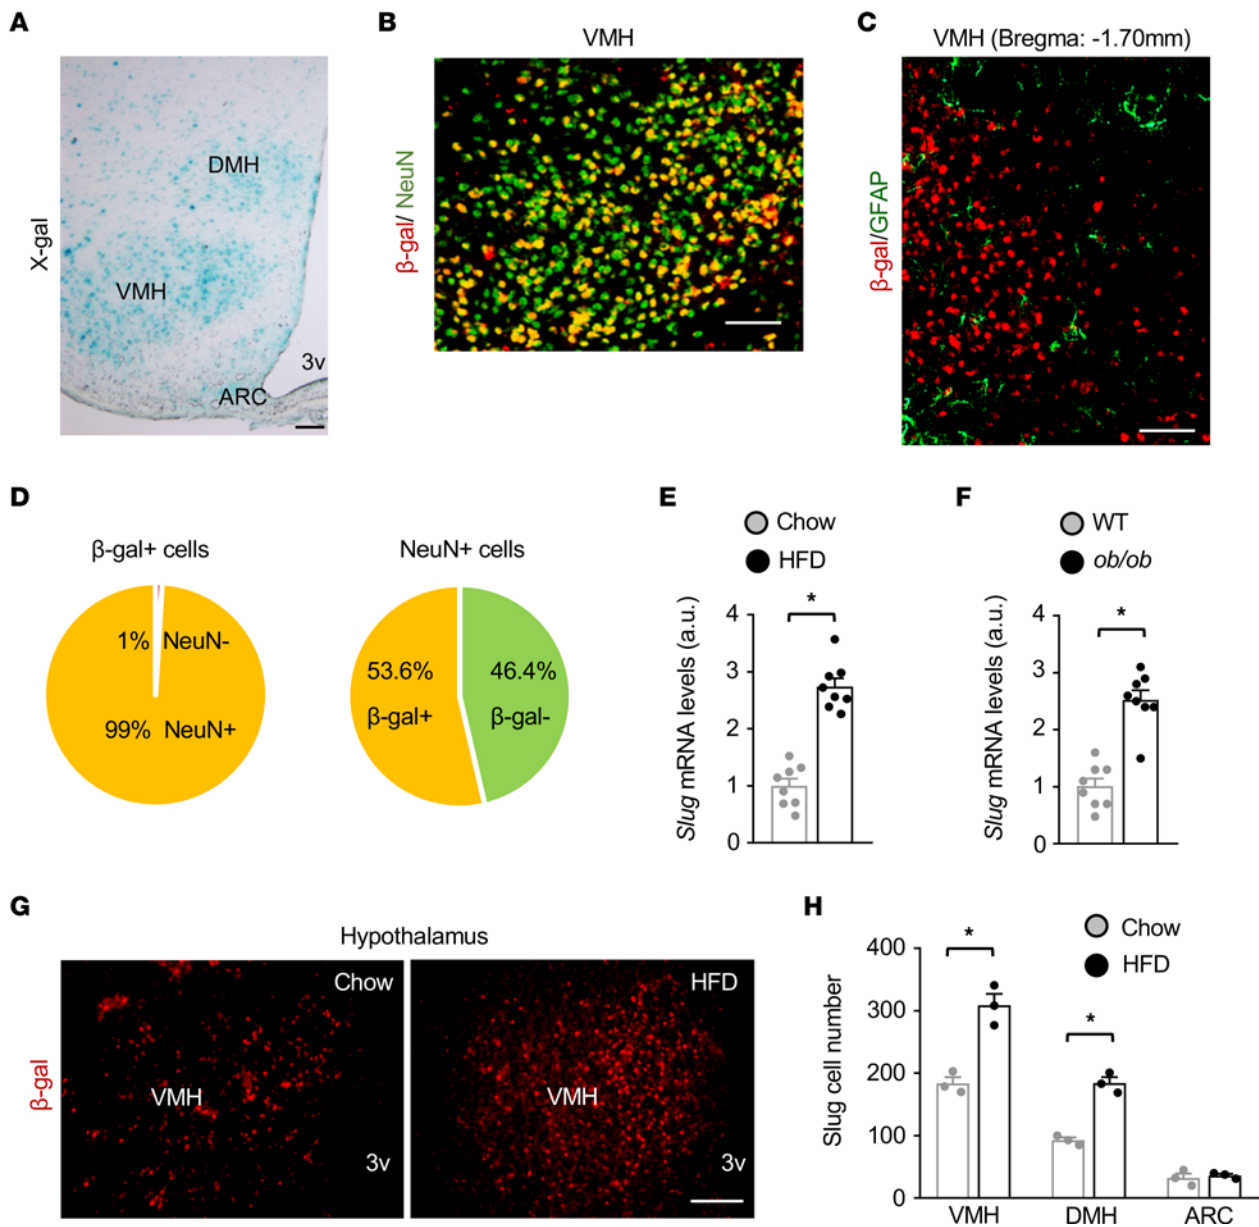 A
X-gal
DMH
VMH
3v
ARC
B
VMH
β-gal/ NeuN
C
VMH (Bregma: -1.70mm)
β-gal/GFAP
D
β-gal+ cells
1% NeuN-
99% NeuN+
NeuN+ cells
53.6%
β-gal+
46.4%
β-gal-
E
Chow
HFD
Slug mRNA levels (a.u.)
4
3
2
1
0
*
F
WT
ob/ob
Slug mRNA levels (a.u.)
4
3
2
1
0
*
G
Hypothalamus
β-gal
Chow
VMH
3v
HFD
VMH
3v
H
Chow
HFD
Slug cell number
400
300
200
100
0
*
*
VMH
DMH
ARC